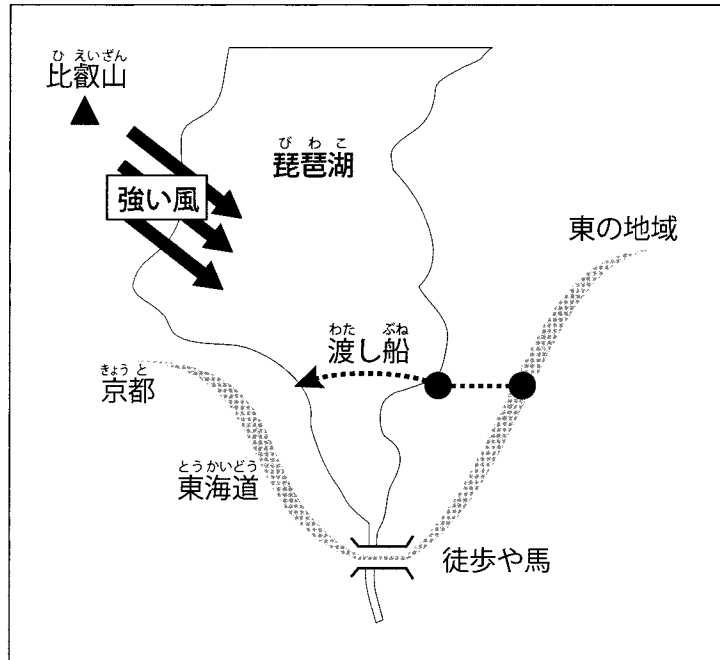 ひえいざん
比叡山
びわこ
琵琶湖
強い風
東の地域
わたぶね
渡し船
きょうと
京都
とうかいどう
東海道
徒歩や馬